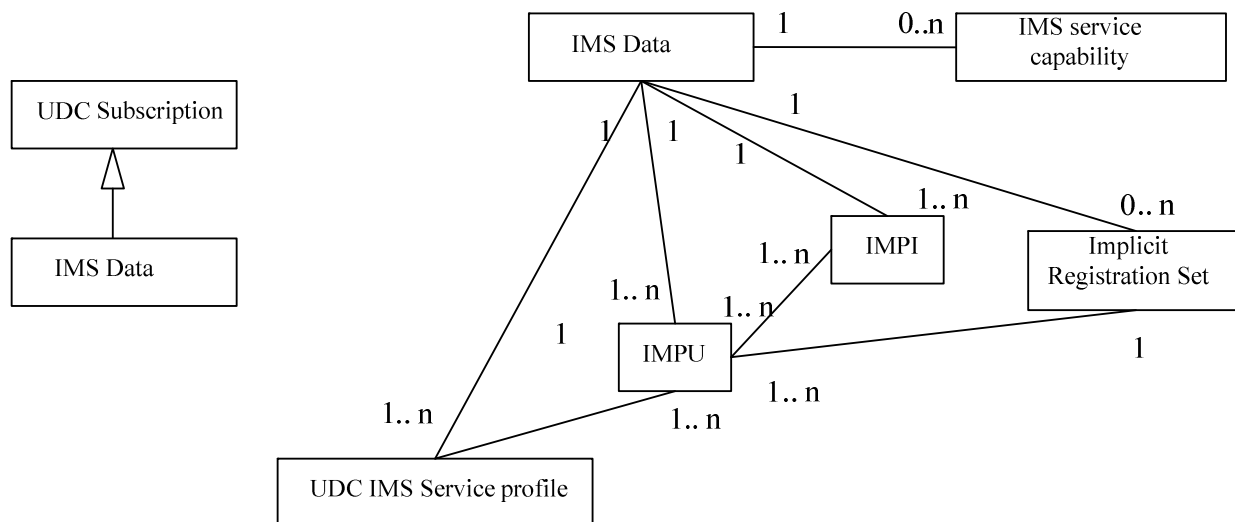 IMS Data
1
0..n
IMS service
capability
UDC Subscription
1
1
1
1
1.. n
0.. n
IMPI
Implicit
Registration Set
1.. n
IMS Data
1.. n
1.. n
1
IMPU
1
1.. n
1.. n
1.. n
UDC IMS Service profile